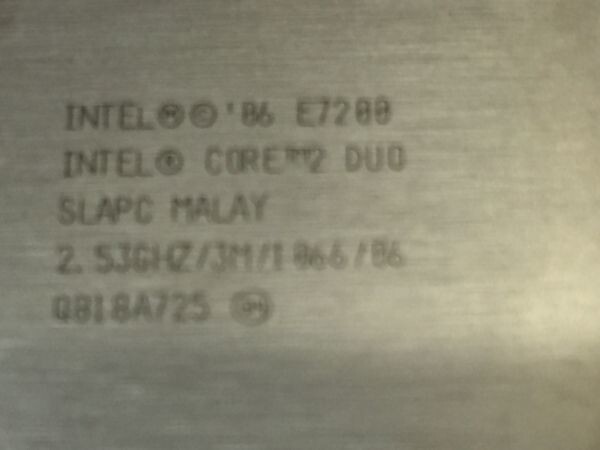 INTEL Ⓜ © '06 E7200
INTEL® CORE™2 DUO
SLAPC MALAY
2.53GHZ/3M/1066/06
Q818A725